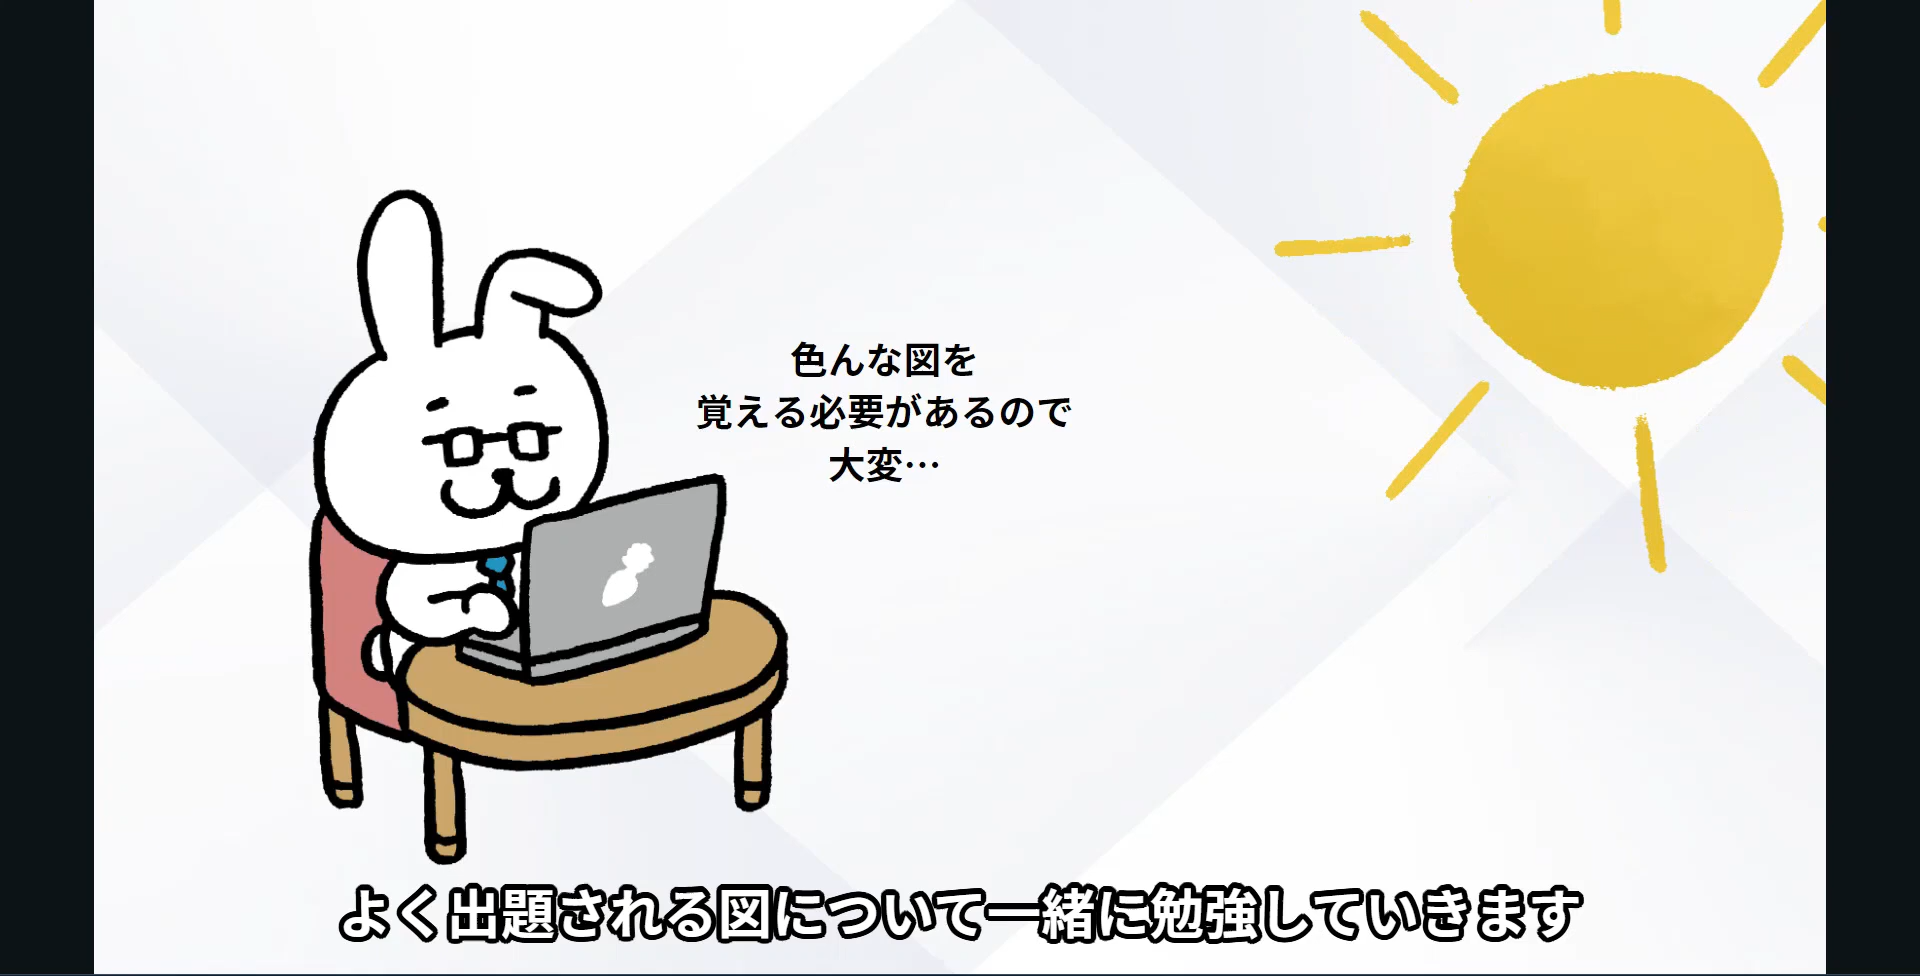 色んな図を
覚える必要があるので
大変…
よく出題される図について一緒に勉強していきます